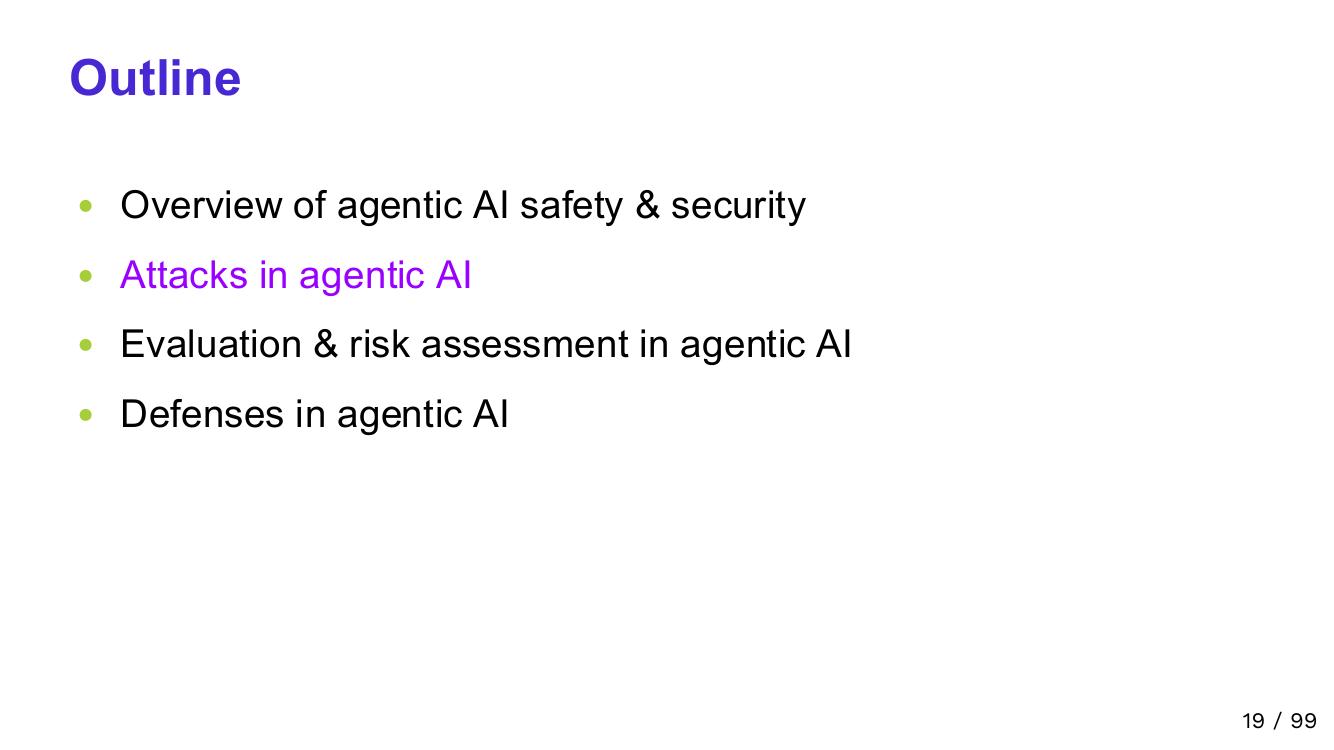 Outline
• Overview of agentic AI safety & security
• Attacks in agentic AI
• Evaluation & risk assessment in agentic AI
• Defenses in agentic AI
19 / 99